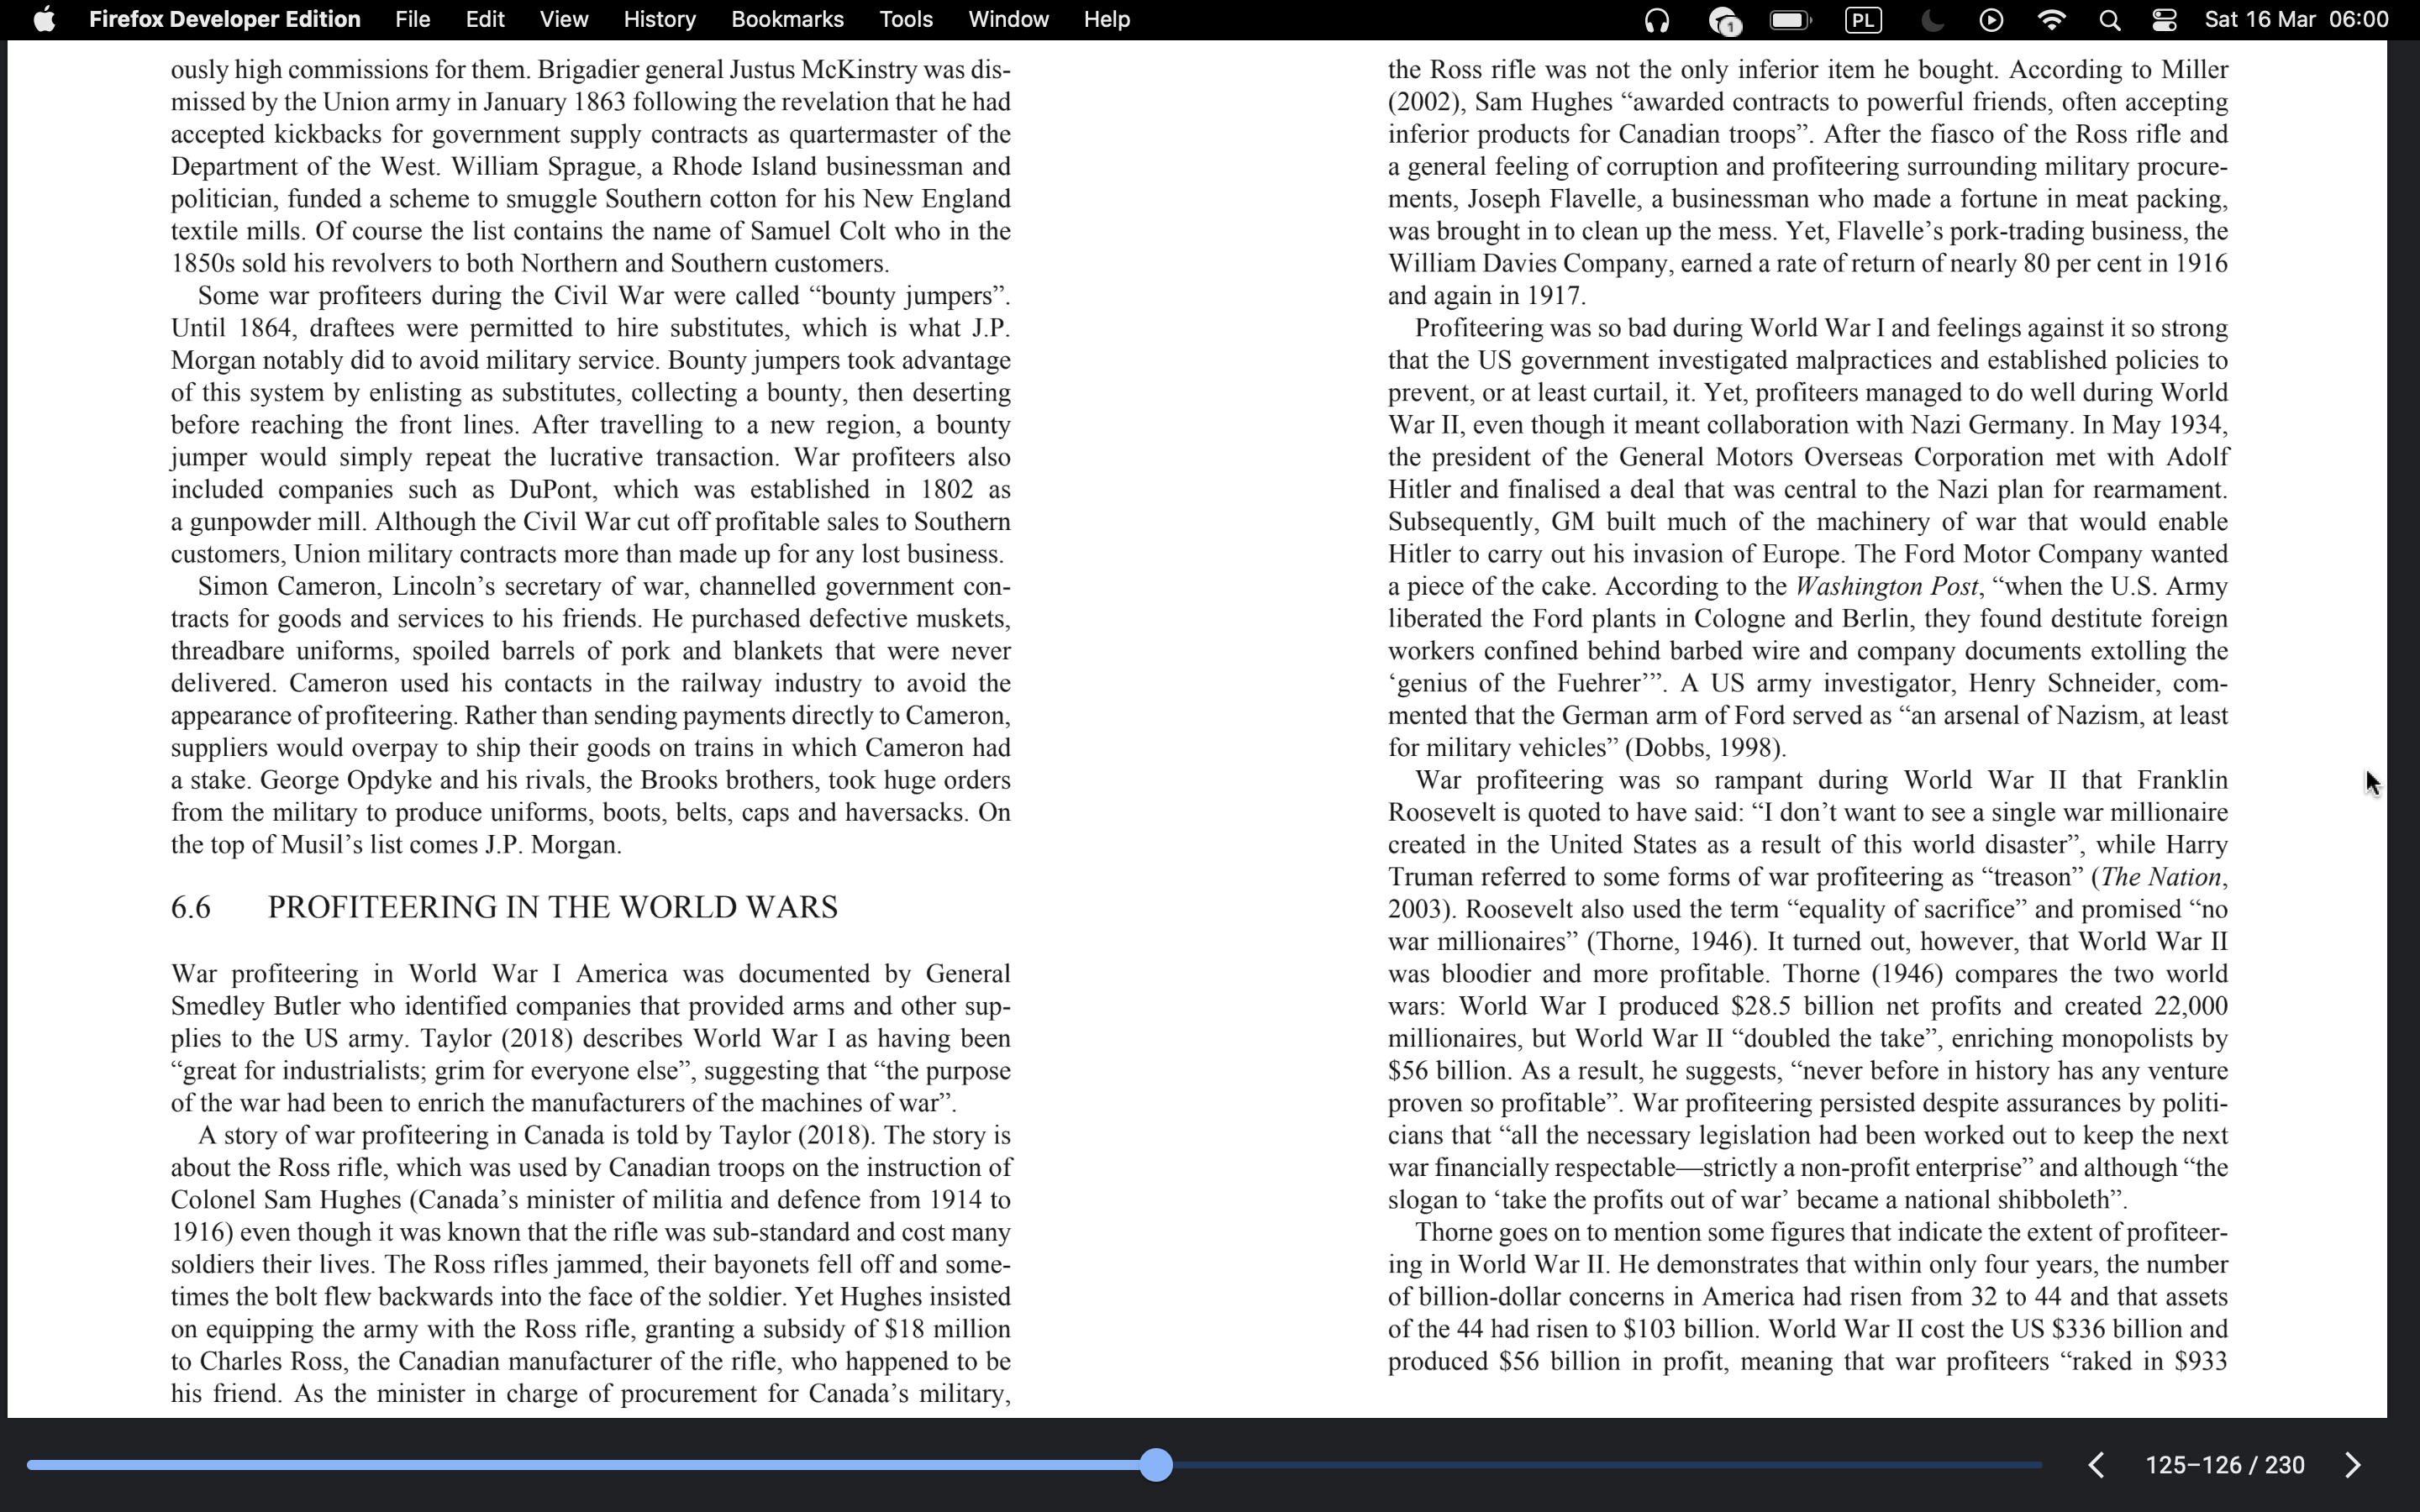 Firefox Developer Edition File Edit View History Bookmarks Tools Window Help 1 PL Sat 16 Mar 06:00
ously high commissions for them. Brigadier general Justus McKinstry was dis-
missed by the Union army in January 1863 following the revelation that he had
accepted kickbacks for government supply contracts as quartermaster of the
Department of the West. William Sprague, a Rhode Island businessman and
politician, funded a scheme to smuggle Southern cotton for his New England
textile mills. Of course the list contains the name of Samuel Colt who in the
1850s sold his revolvers to both Northern and Southern customers.
Some war profiteers during the Civil War were called “bounty jumpers”.
Until 1864, draftees were permitted to hire substitutes, which is what J.P.
Morgan notably did to avoid military service. Bounty jumpers took advantage
of this system by enlisting as substitutes, collecting a bounty, then deserting
before reaching the front lines. After travelling to a new region, a bounty
jumper would simply repeat the lucrative transaction. War profiteers also
included companies such as DuPont, which was established in 1802 as
a gunpowder mill. Although the Civil War cut off profitable sales to Southern
customers, Union military contracts more than made up for any lost business.
Simon Cameron, Lincoln’s secretary of war, channelled government con-
tracts for goods and services to his friends. He purchased defective muskets,
threadbare uniforms, spoiled barrels of pork and blankets that were never
delivered. Cameron used his contacts in the railway industry to avoid the
appearance of profiteering. Rather than sending payments directly to Cameron,
suppliers would overpay to ship their goods on trains in which Cameron had
a stake. George Opdyke and his rivals, the Brooks brothers, took huge orders
from the military to produce uniforms, boots, belts, caps and haversacks. On
the top of Musil’s list comes J.P. Morgan.
6.6 PROFITEERING IN THE WORLD WARS
War profiteering in World War I America was documented by General
Smedley Butler who identified companies that provided arms and other sup-
plies to the US army. Taylor (2018) describes World War I as having been
“great for industrialists; grim for everyone else”, suggesting that “the purpose
of the war had been to enrich the manufacturers of the machines of war”.
A story of war profiteering in Canada is told by Taylor (2018). The story is
about the Ross rifle, which was used by Canadian troops on the instruction of
Colonel Sam Hughes (Canada’s minister of militia and defence from 1914 to
1916) even though it was known that the rifle was sub-standard and cost many
soldiers their lives. The Ross rifles jammed, their bayonets fell off and some-
times the bolt flew backwards into the face of the soldier. Yet Hughes insisted
on equipping the army with the Ross rifle, granting a subsidy of $18 million
to Charles Ross, the Canadian manufacturer of the rifle, who happened to be
his friend. As the minister in charge of procurement for Canada’s military,
the Ross rifle was not the only inferior item he bought. According to Miller
(2002), Sam Hughes “awarded contracts to powerful friends, often accepting
inferior products for Canadian troops”. After the fiasco of the Ross rifle and
a general feeling of corruption and profiteering surrounding military procure-
ments, Joseph Flavelle, a businessman who made a fortune in meat packing,
was brought in to clean up the mess. Yet, Flavelle’s pork-trading business, the
William Davies Company, earned a rate of return of nearly 80 per cent in 1916
and again in 1917.
Profiteering was so bad during World War I and feelings against it so strong
that the US government investigated malpractices and established policies to
prevent, or at least curtail, it. Yet, profiteers managed to do well during World
War II, even though it meant collaboration with Nazi Germany. In May 1934,
the president of the General Motors Overseas Corporation met with Adolf
Hitler and finalised a deal that was central to the Nazi plan for rearmament.
Subsequently, GM built much of the machinery of war that would enable
Hitler to carry out his invasion of Europe. The Ford Motor Company wanted
a piece of the cake. According to the Washington Post, “when the U.S. Army
liberated the Ford plants in Cologne and Berlin, they found destitute foreign
workers confined behind barbed wire and company documents extolling the
‘genius of the Fuehrer’”. A US army investigator, Henry Schneider, com-
mented that the German arm of Ford served as “an arsenal of Nazism, at least
for military vehicles” (Dobbs, 1998).
War profiteering was so rampant during World War II that Franklin
Roosevelt is quoted to have said: “I don’t want to see a single war millionaire
created in the United States as a result of this world disaster”, while Harry
Truman referred to some forms of war profiteering as “treason” (The Nation,
2003). Roosevelt also used the term “equality of sacrifice” and promised “no
war millionaires” (Thorne, 1946). It turned out, however, that World War II
was bloodier and more profitable. Thorne (1946) compares the two world
wars: World War I produced $28.5 billion net profits and created 22,000
millionaires, but World War II “doubled the take”, enriching monopolists by
$56 billion. As a result, he suggests, “never before in history has any venture
proven so profitable”. War profiteering persisted despite assurances by politi-
cians that “all the necessary legislation had been worked out to keep the next
war financially respectable—strictly a non-profit enterprise” and although “the
slogan to ‘take the profits out of war’ became a national shibboleth”.
Thorne goes on to mention some figures that indicate the extent of profiteer-
ing in World War II. He demonstrates that within only four years, the number
of billion-dollar concerns in America had risen from 32 to 44 and that assets
of the 44 had risen to $103 billion. World War II cost the US $336 billion and
produced $56 billion in profit, meaning that war profiteers “raked in $933
125–126 / 230